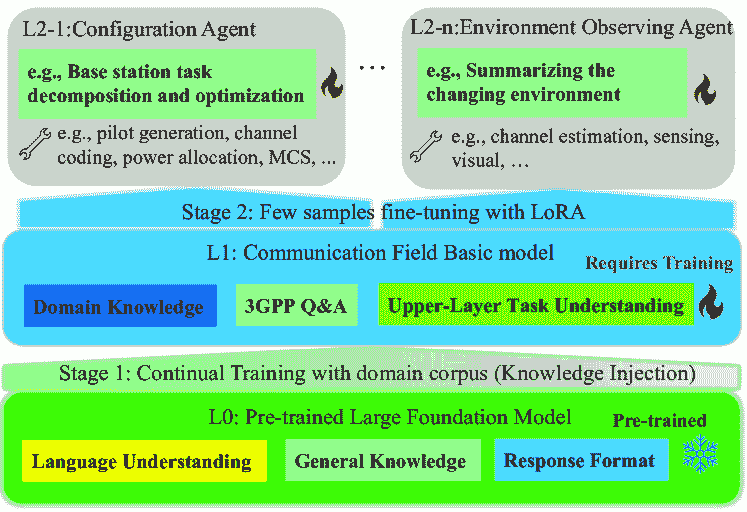 L2-1:Configuration Agent
e.g., Base station task
decomposition and optimization
e.g., pilot generation, channel
coding, power allocation, MCS, ...
...
L2-n:Environment Observing Agent
e.g., Summarizing the
changing environment
e.g., channel estimation, sensing,
visual, ...
Stage 2: Few samples fine-tuning with LoRA
L1: Communication Field Basic model
Requires Training
Domain Knowledge
3GPP Q&A
Upper-Layer Task Understanding
Stage 1: Continual Training with domain corpus (Knowledge Injection)
L0: Pre-trained Large Foundation Model
Pre-trained
Language Understanding
General Knowledge
Response Format